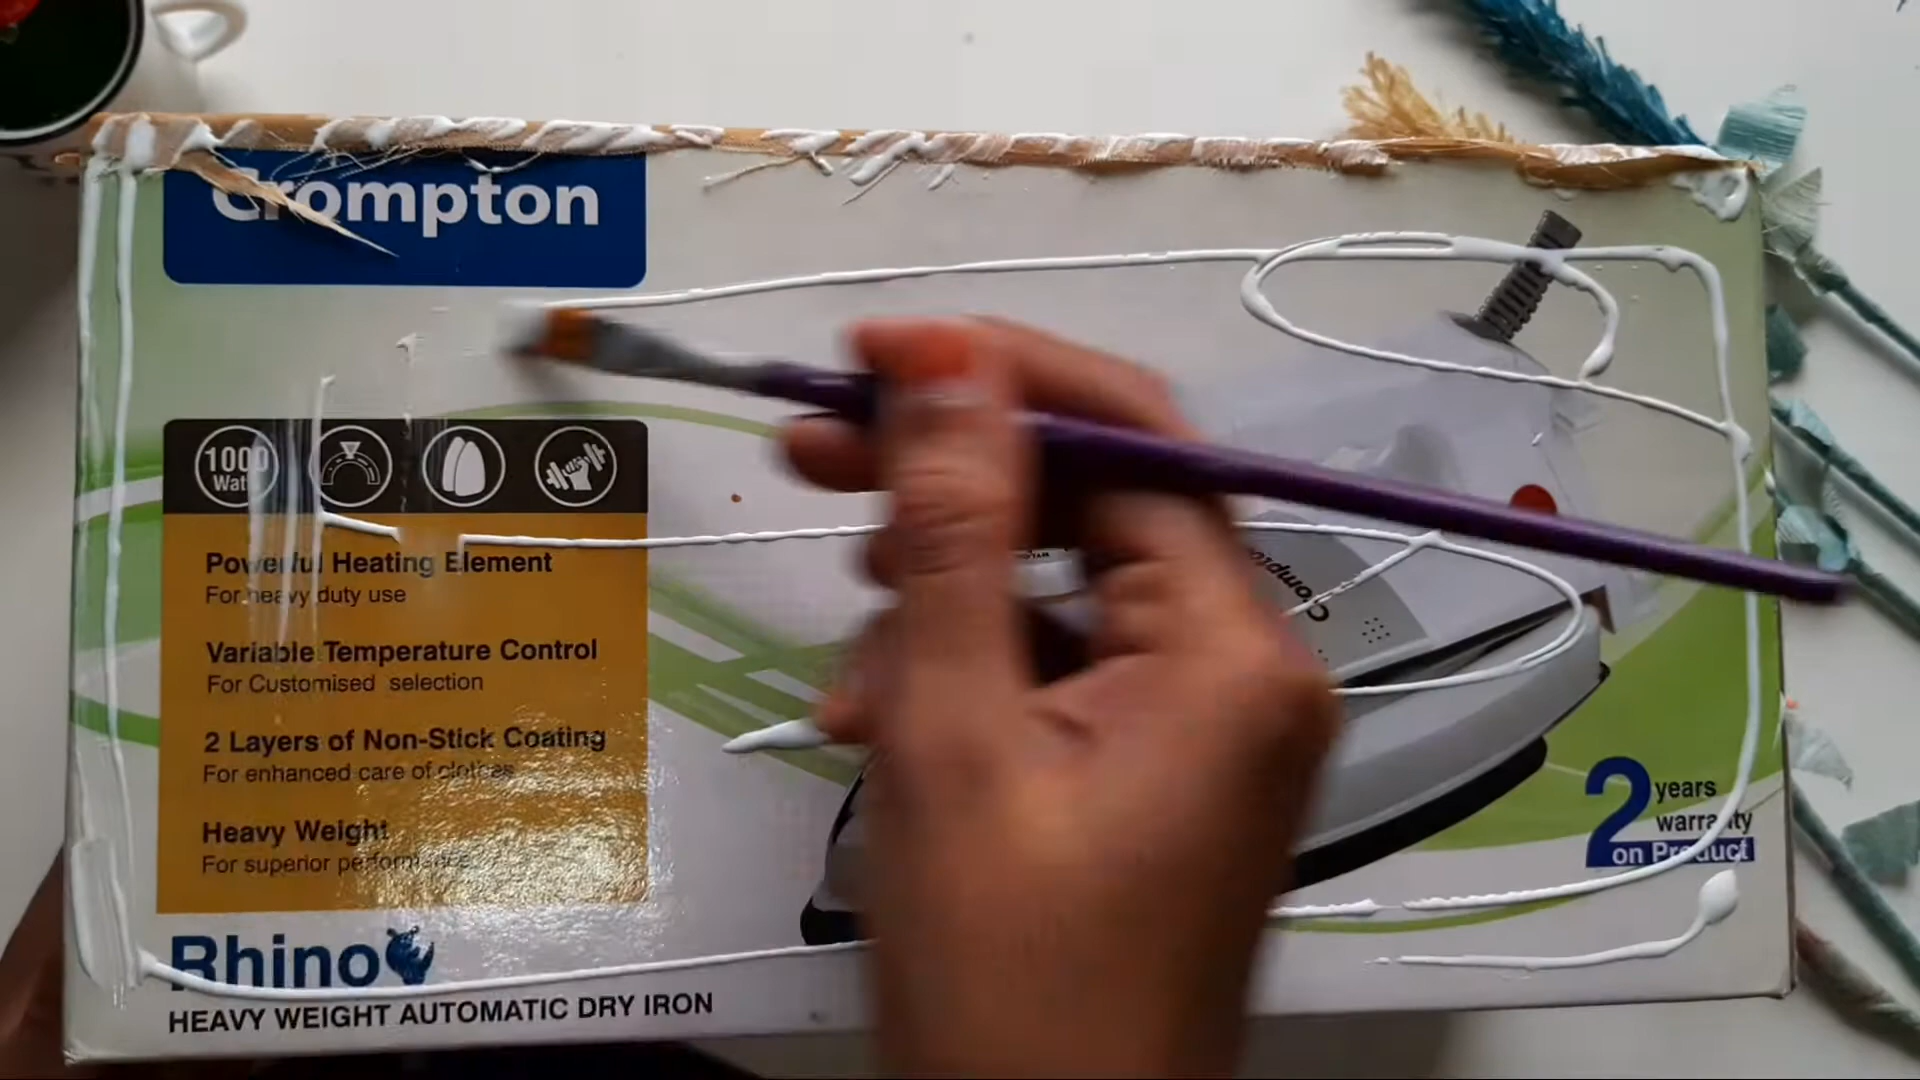 Crompton
1000
Watt
Powerful Heating Element
For heavy duty use
Variable Temperature Control
For Customised selection
2 Layers of Non-Stick Coating
For enhanced care of clothes
Heavy Weight
For superior performance
Rhino
HEAVY WEIGHT AUTOMATIC DRY IRON
Crompton
2 years
warranty
on Product